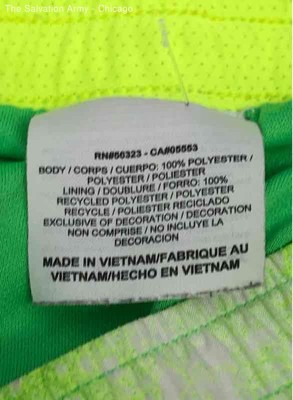 The Salvation Army - Chicago
RN#56323 - CA#05553
BODY / CORPS / CUERPO: 100% POLYESTER /
POLYESTER / POLIESTER
LINING / DOUBLURE / FORRO: 100%
RECYCLED POLYESTER / POLYESTER
RECYCLE / POLIESTER RECICLADO
EXCLUSIVE OF DECORATION / DECORATION
NON COMPRISE / NO INCLUYE LA
DECORACIÓN
MADE IN VIETNAM/FABRIQUE AU
VIETNAM/HECHO EN VIETNAM